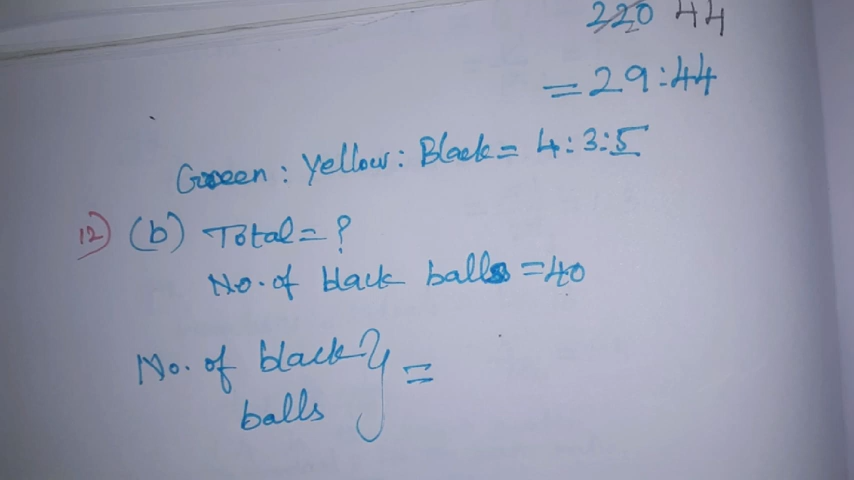 220 44
= 29:44
Green : Yellow : Black = 4:3:5
12) (b) Total = ?
No. of black balls = 40
No. of black } =
balls